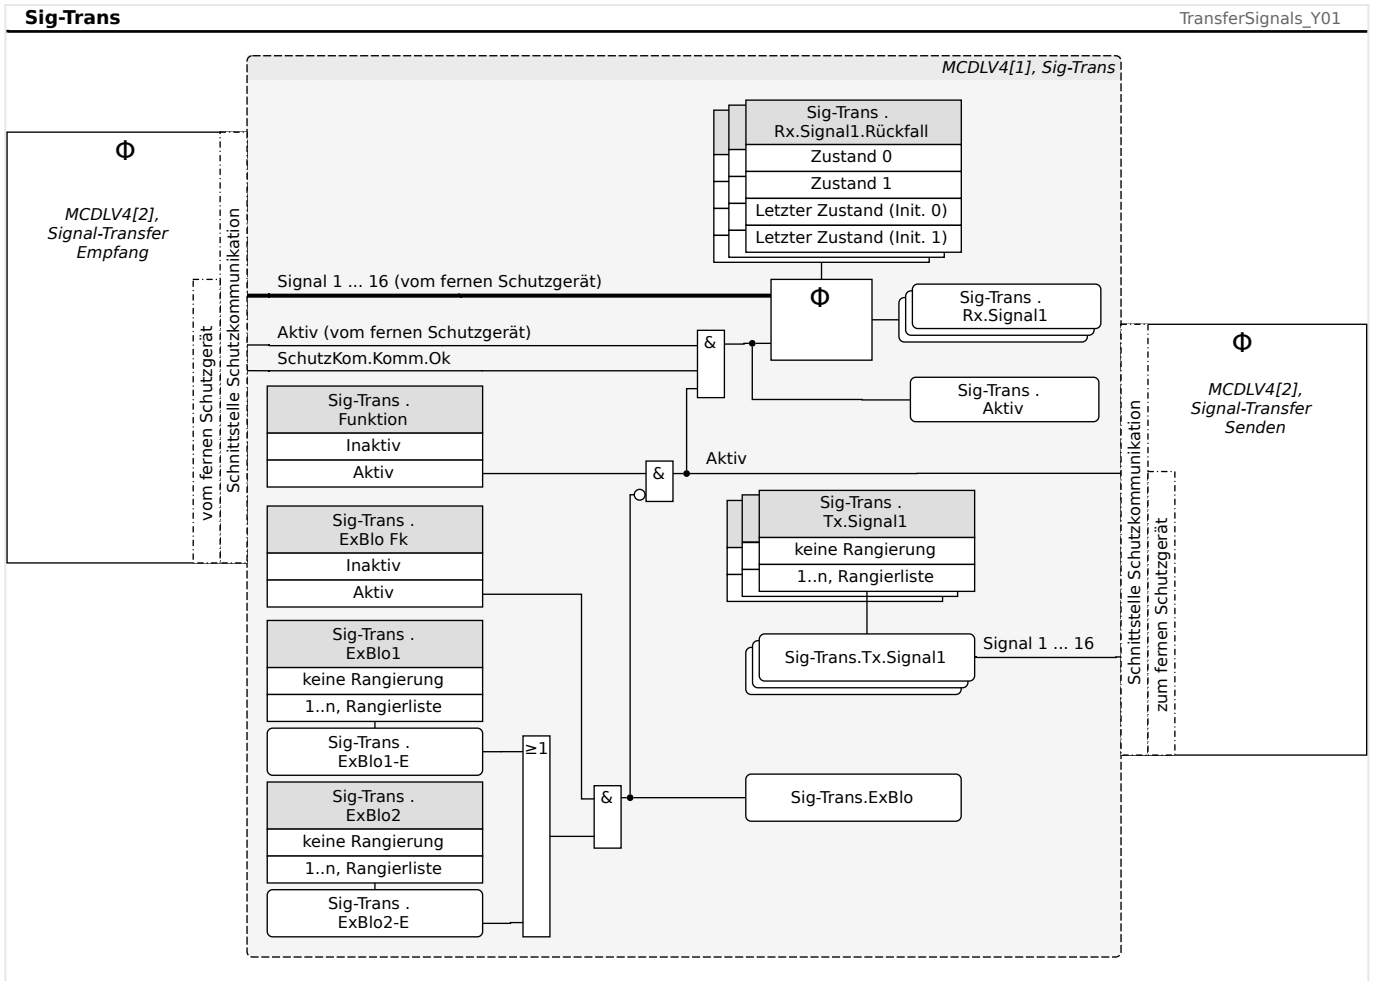 Sig-Trans
TransferSignals_Y01
MCDLV4[1], Sig-Trans
Φ
MCDLV4[2],
Signal-Transfer
Empfang
vom fernen Schutzgerät
Schnittstelle Schutzkommunikation
Sig-Trans .
Rx.Signal1.Rückfall
Zustand 0
Zustand 1
Letzter Zustand (Init. 0)
Letzter Zustand (Init. 1)
Signal 1 ... 16 (vom fernen Schutzgerät)
Φ
Sig-Trans .
Rx.Signal1
Aktiv (vom fernen Schutzgerät)
SchutzKom.Komm.Ok
&
Sig-Trans .
Aktiv
Sig-Trans .
Funktion
Inaktiv
Aktiv
&
Aktiv
Sig-Trans .
ExBlo Fk
Inaktiv
Aktiv
Sig-Trans .
Tx.Signal1
keine Rangierung
1..n, Rangierliste
Sig-Trans.Tx.Signal1
Signal 1 ... 16
Sig-Trans .
ExBlo1
keine Rangierung
1..n, Rangierliste
Sig-Trans .
ExBlo1-E
≥1
Sig-Trans .
ExBlo2
keine Rangierung
1..n, Rangierliste
Sig-Trans .
ExBlo2-E
&
Sig-Trans.ExBlo
Schnittstelle Schutzkommunikation
zum fernen Schutzgerät
Φ
MCDLV4[2],
Signal-Transfer
Senden